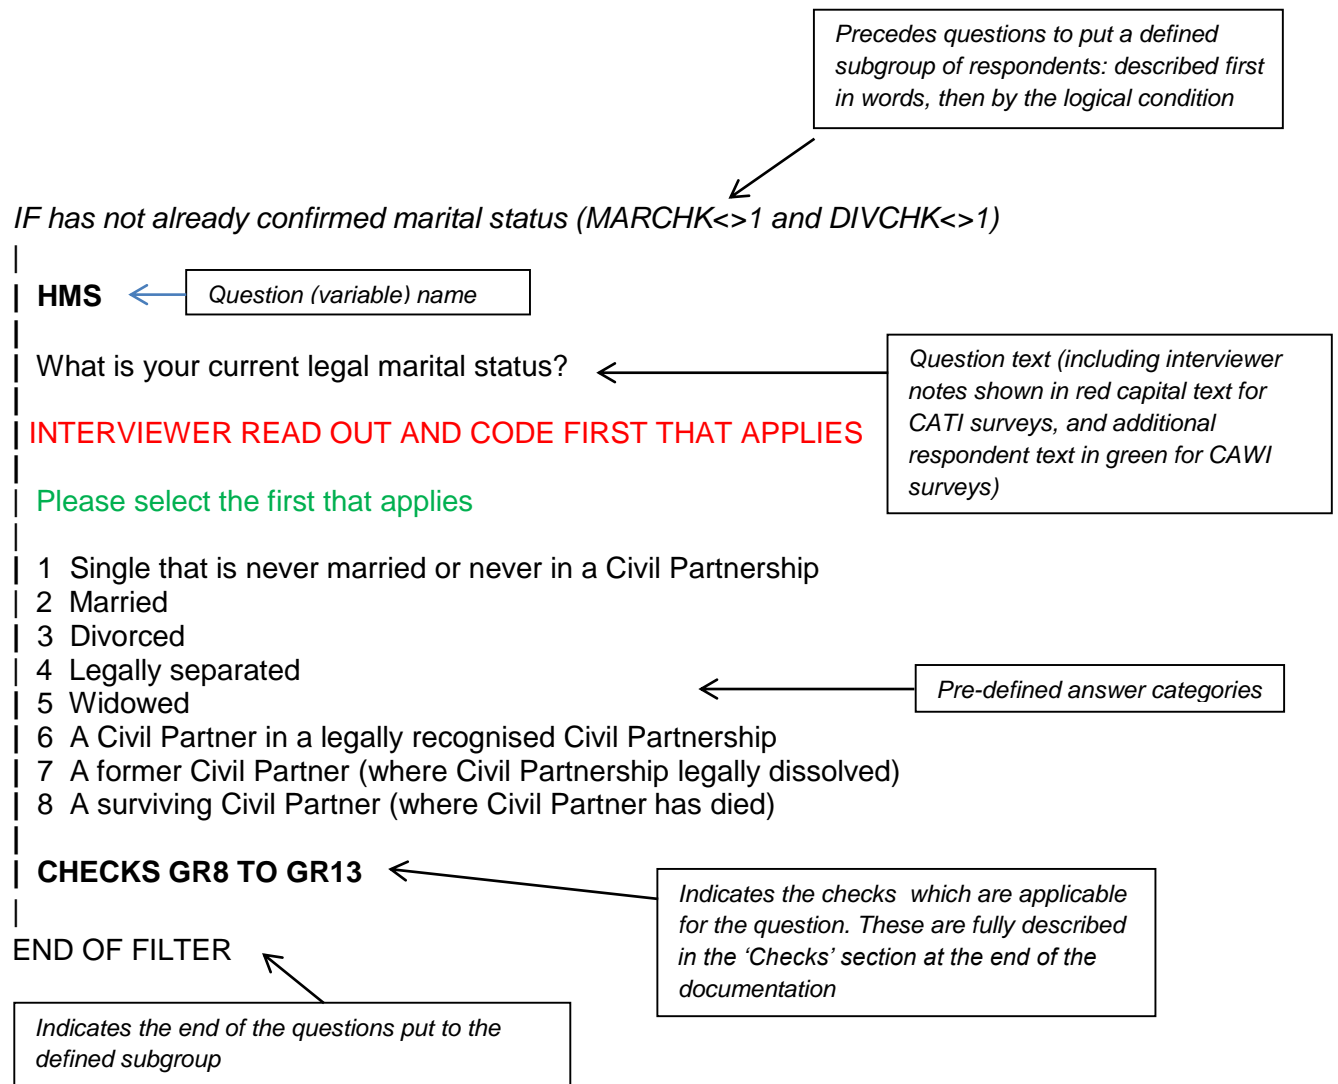 Precedes questions to put a defined
subgroup of respondents: described first
in words, then by the logical condition
IF has not already confirmed marital status (MARCHK<>1 and DIVCHK<>1)
HMS
Question (variable) name
What is your current legal marital status?
Question text (including interviewer
notes shown in red capital text for
CATI surveys, and additional
respondent text in green for CAWI
surveys)
INTERVIEWER READ OUT AND CODE FIRST THAT APPLIES
Please select the first that applies
1 Single that is never married or never in a Civil Partnership
2 Married
3 Divorced
4 Legally separated
5 Widowed
6 A Civil Partner in a legally recognised Civil Partnership
7 A former Civil Partner (where Civil Partnership legally dissolved)
8 A surviving Civil Partner (where Civil Partner has died)
Pre-defined answer categories
CHECKS GR8 TO GR13
Indicates the checks which are applicable
for the question. These are fully described
in the ‘Checks’ section at the end of the
documentation
END OF FILTER
Indicates the end of the questions put to the
defined subgroup